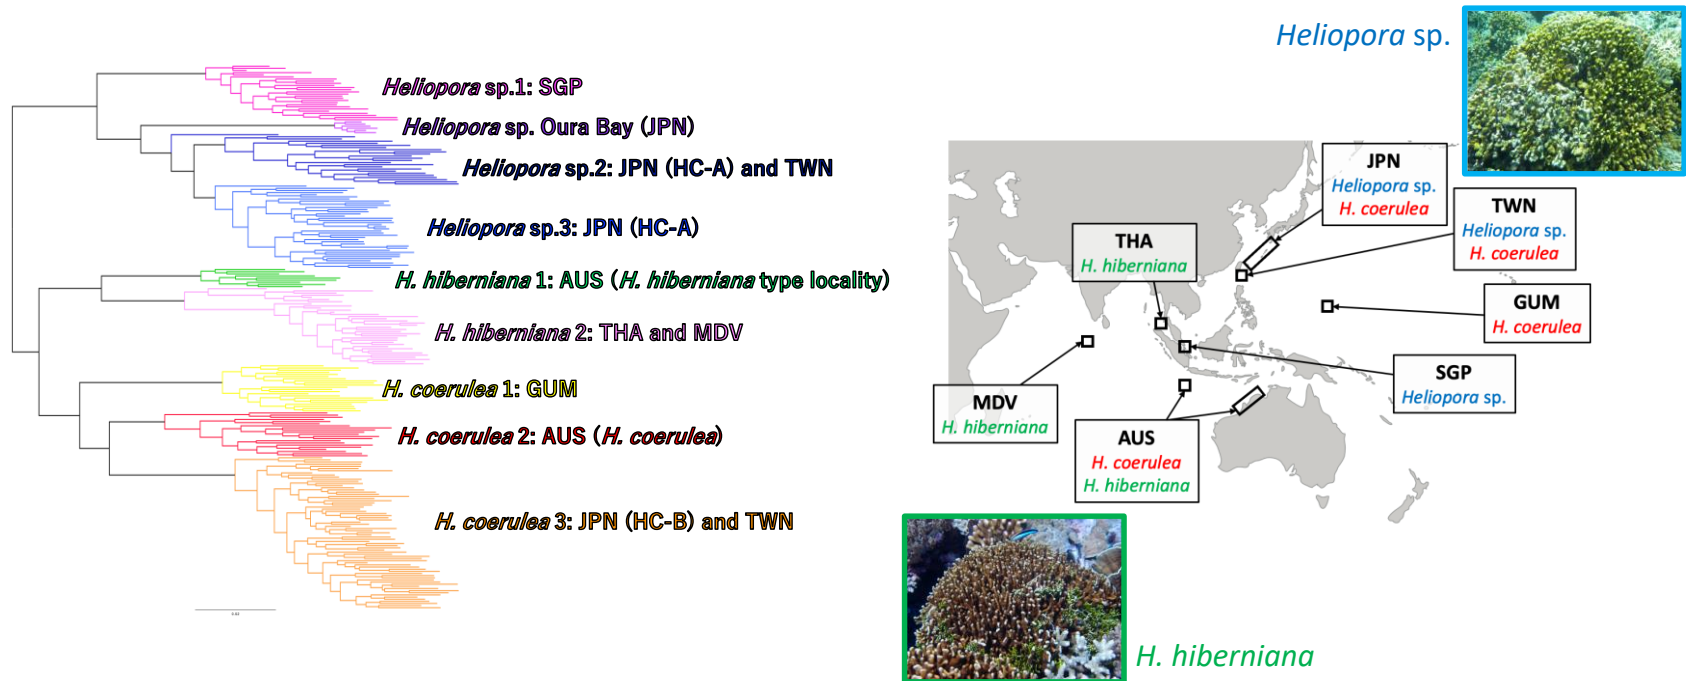 Heliopora sp.
Heliopora sp.1: SGP
Heliopora sp. Oura Bay (JPN)
Heliopora sp.2: JPN (HC-A) and TWN
Heliopora sp.3: JPN (HC-A)
H. hiberniana 1: AUS (H. hiberniana type locality)
H. hiberniana 2: THA and MDV
H. coerulea 1: GUM
H. coerulea 2: AUS (H. coerulea)
H. coerulea 3: JPN (HC-B) and TWN
JPN
Heliopora sp.
H. coerulea
TWN
Heliopora sp.
H. coerulea
THA
H. hiberniana
GUM
H. coerulea
SGP
Heliopora sp.
MDV
H. hiberniana
AUS
H. coerulea
H. hiberniana
H. hiberniana